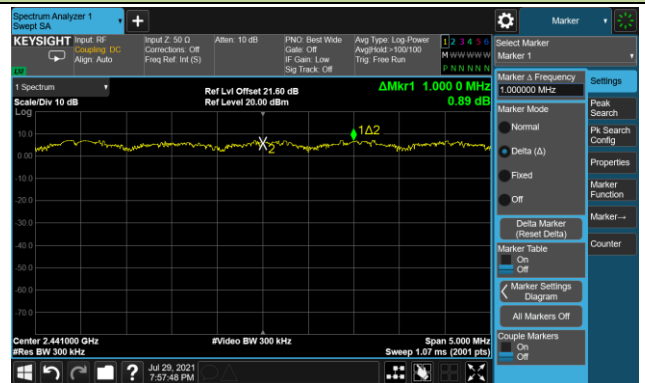 Spectrum Analyzer 1
Swept SA
Marker
KEYSIGHT
Input: RF
Coupling: DC
Align: Auto
Input Z: 50 Ω
Corrections: Off
Freq Ref: Int (S)
Atten: 10 dB
PNO: Best Wide
Gate: Off
IF Gain: Low
Sig Track: Off
Avg Type: Log-Power
Avg|Hold:>100/100
Trig: Free Run
1 2 3 4 5 6
M W W W W W
P N N N N N
Select Marker
Marker 1
1 Spectrum
Scale/Div 10 dB
Log
Ref Lvl Offset 21.60 dB
Ref Level 20.00 dBm
ΔMkr1 1.000 0 MHz
0.89 dB
10.0
0.00
-10.0
-20.0
-30.0
-40.0
-50.0
-60.0
-70.0
1Δ2
2
Center 2.441000 GHz
#Res BW 300 kHz
#Video BW 300 kHz
Span 5.000 MHz
Sweep 1.07 ms (2001 pts)
Marker Δ Frequency
1.000000 MHz
Marker Mode
Normal
Delta (Δ)
Fixed
Off
Delta Marker
(Reset Delta)
Marker Table
On
Off
Marker Settings
Diagram
All Markers Off
Couple Markers
On
Off
Settings
Peak
Search
Pk Search
Config
Properties
Marker
Function
Marker→
Counter
?
Jul 29, 2021
7:57:48 PM